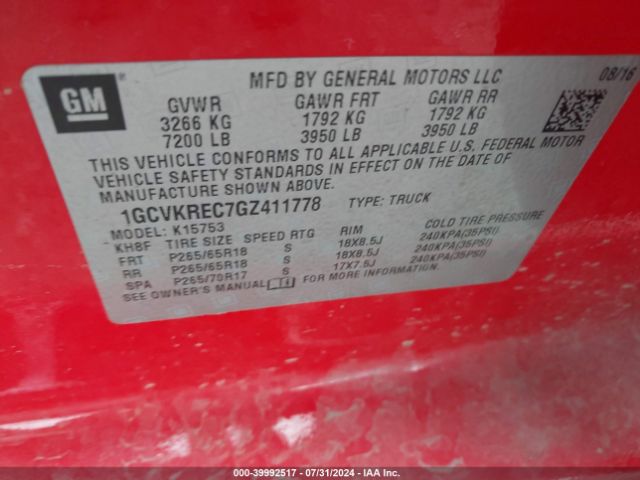 GM
MFD BY GENERAL MOTORS LLC 08/16
GVWR GAWR FRT GAWR RR
3266 KG 1792 KG 1792 KG
7200 LB 3950 LB 3950 LB
THIS VEHICLE CONFORMS TO ALL APPLICABLE U.S. FEDERAL MOTOR
VEHICLE SAFETY STANDARDS IN EFFECT ON THE DATE OF
MANUFACTURE SHOWN ABOVE.
1GCVKREC7GZ411778 TYPE: TRUCK
MODEL: K15753
KH8F TIRE SIZE SPEED RTG RIM
FRT P265/65R18 S 18X8.5J 240KPA(35PSI)
RR P265/65R18 S 18X8.5J 240KPA(35PSI)
SPA P265/70R17 S 17X7.5J 240KPA(35PSI)
SEE OWNER'S MANUAL FOR MORE INFORMATION.
000-39992517 - 07/31/2024 - IAA Inc.